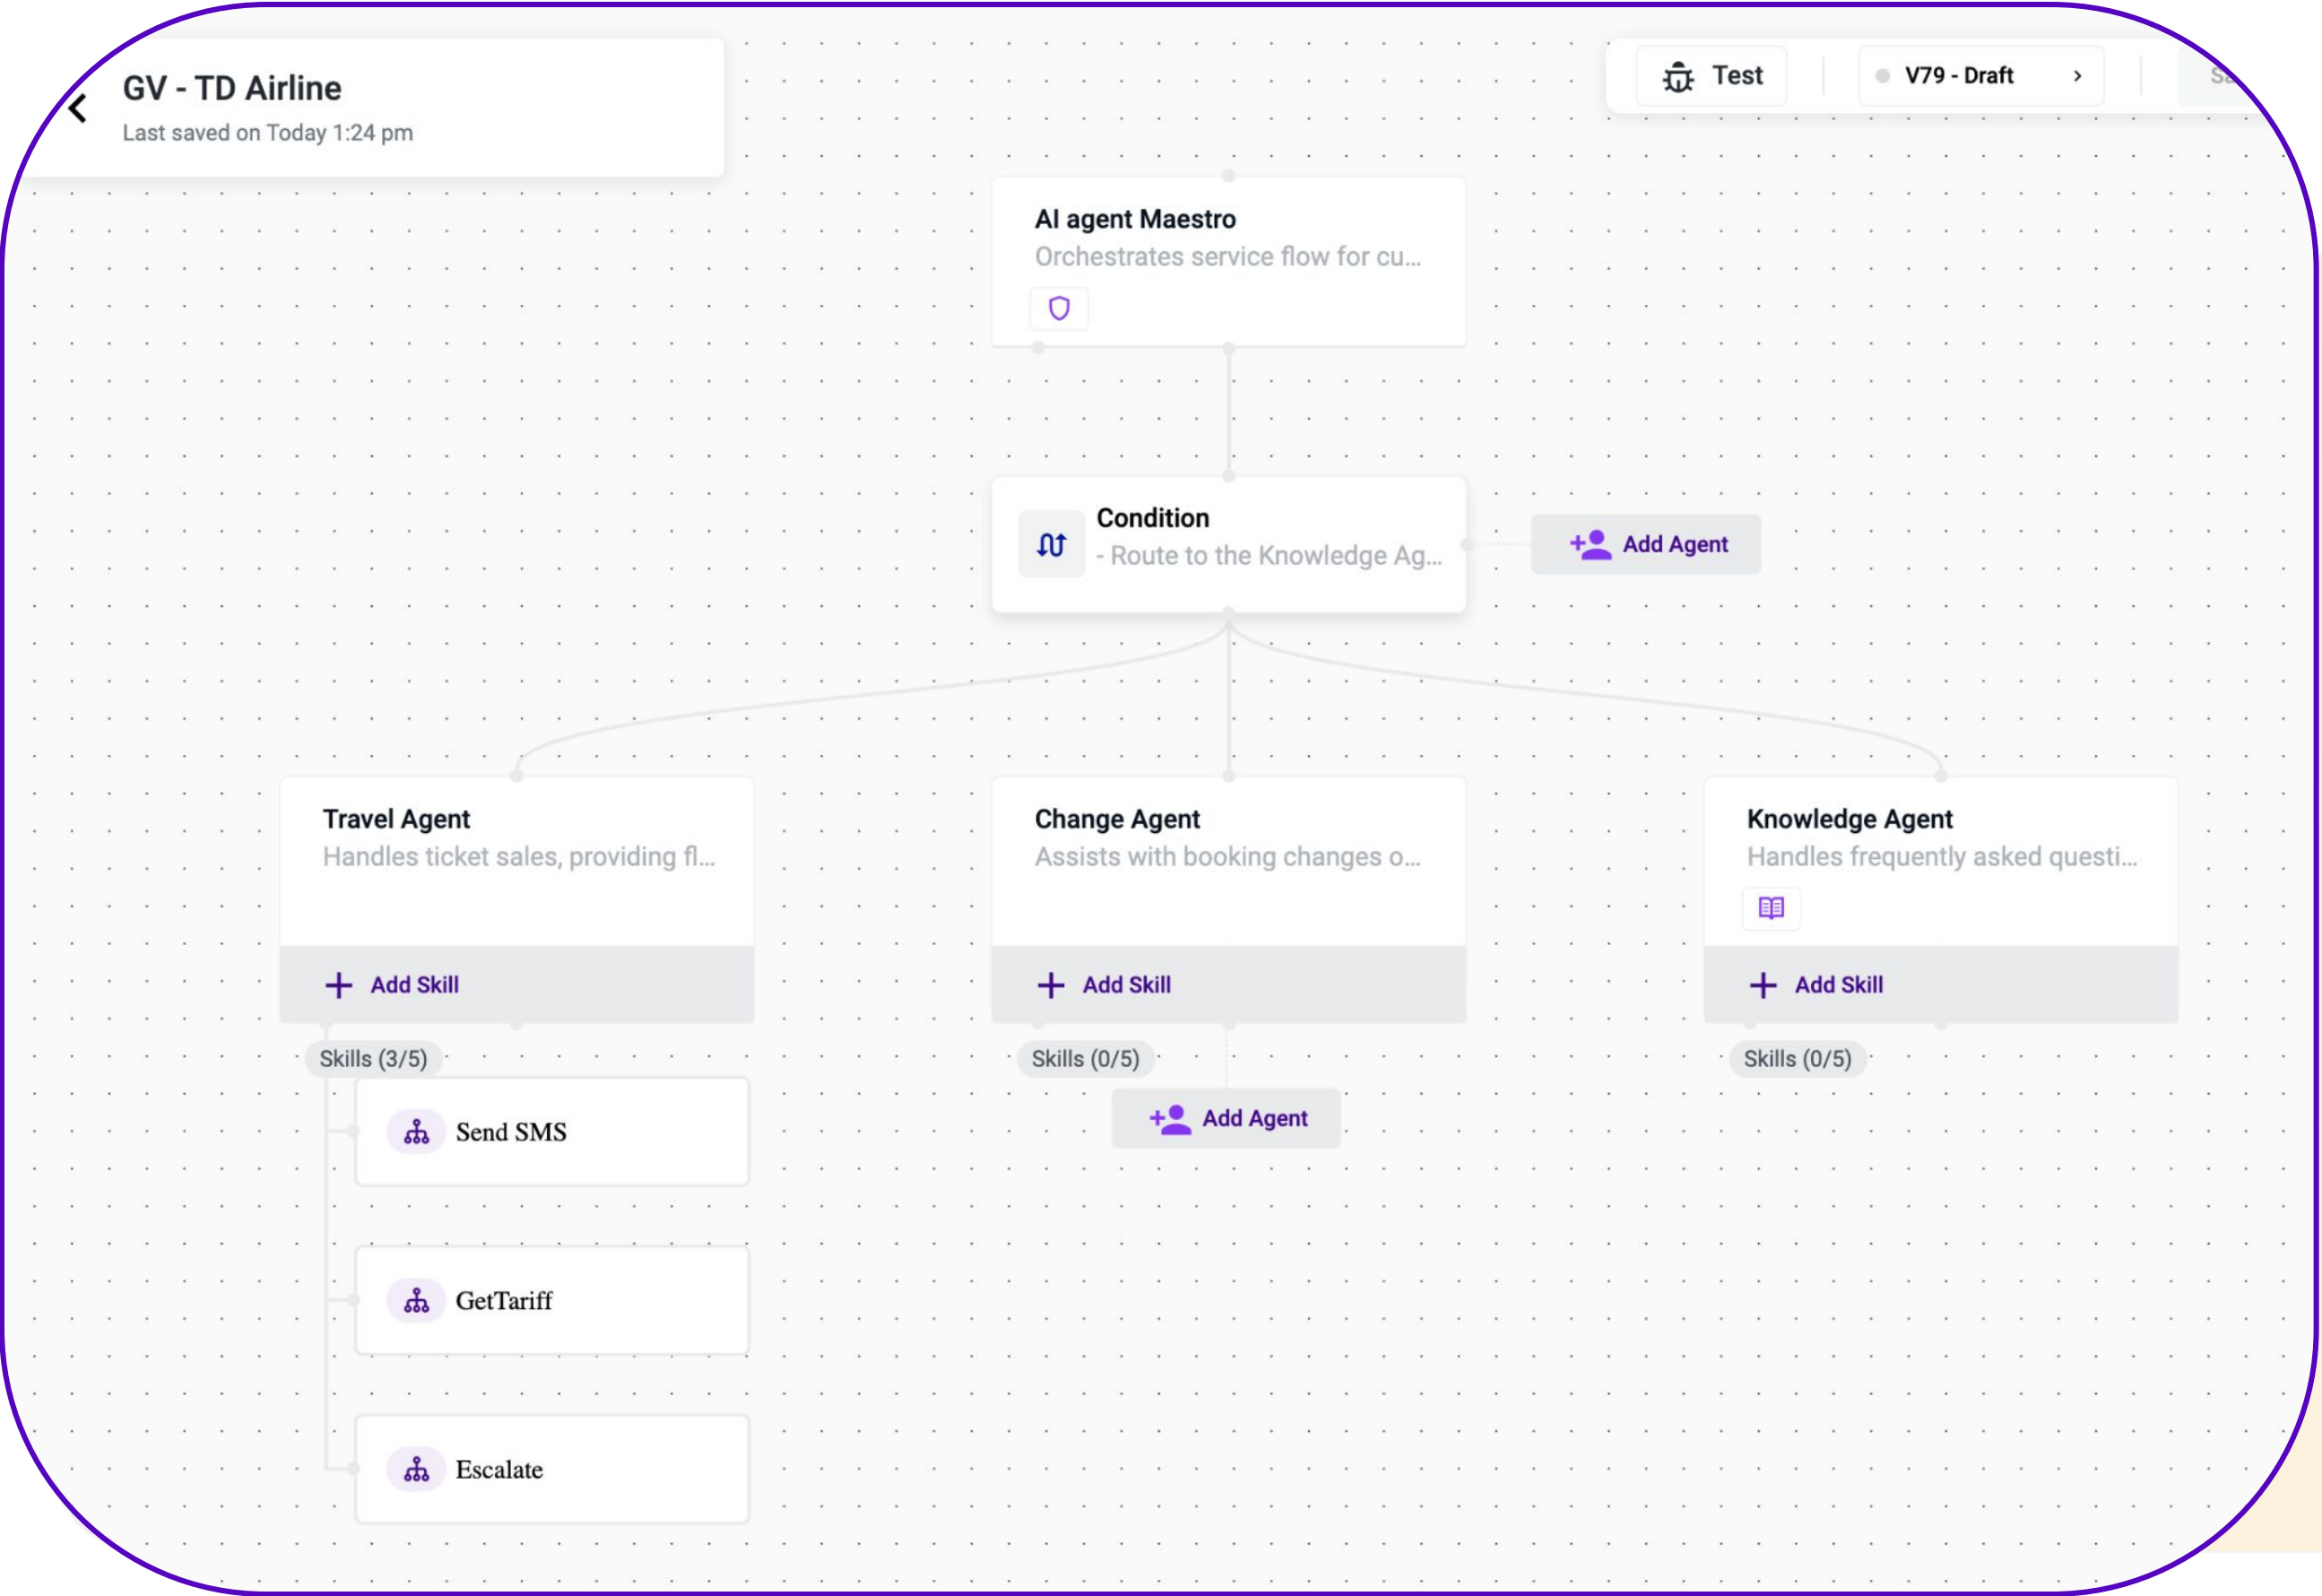 GV - TD Airline
Last saved on Today 1:24 pm
Test
V79 - Draft
AI agent Maestro
Orchestrates service flow for cu...
Condition
- Route to the Knowledge Ag...
Add Agent
Travel Agent
Handles ticket sales, providing fl...
Add Skill
Skills (3/5)
Send SMS
GetTariff
Escalate
Change Agent
Assists with booking changes o...
Add Skill
Skills (0/5)
Add Agent
Knowledge Agent
Handles frequently asked questi...
Add Skill
Skills (0/5)